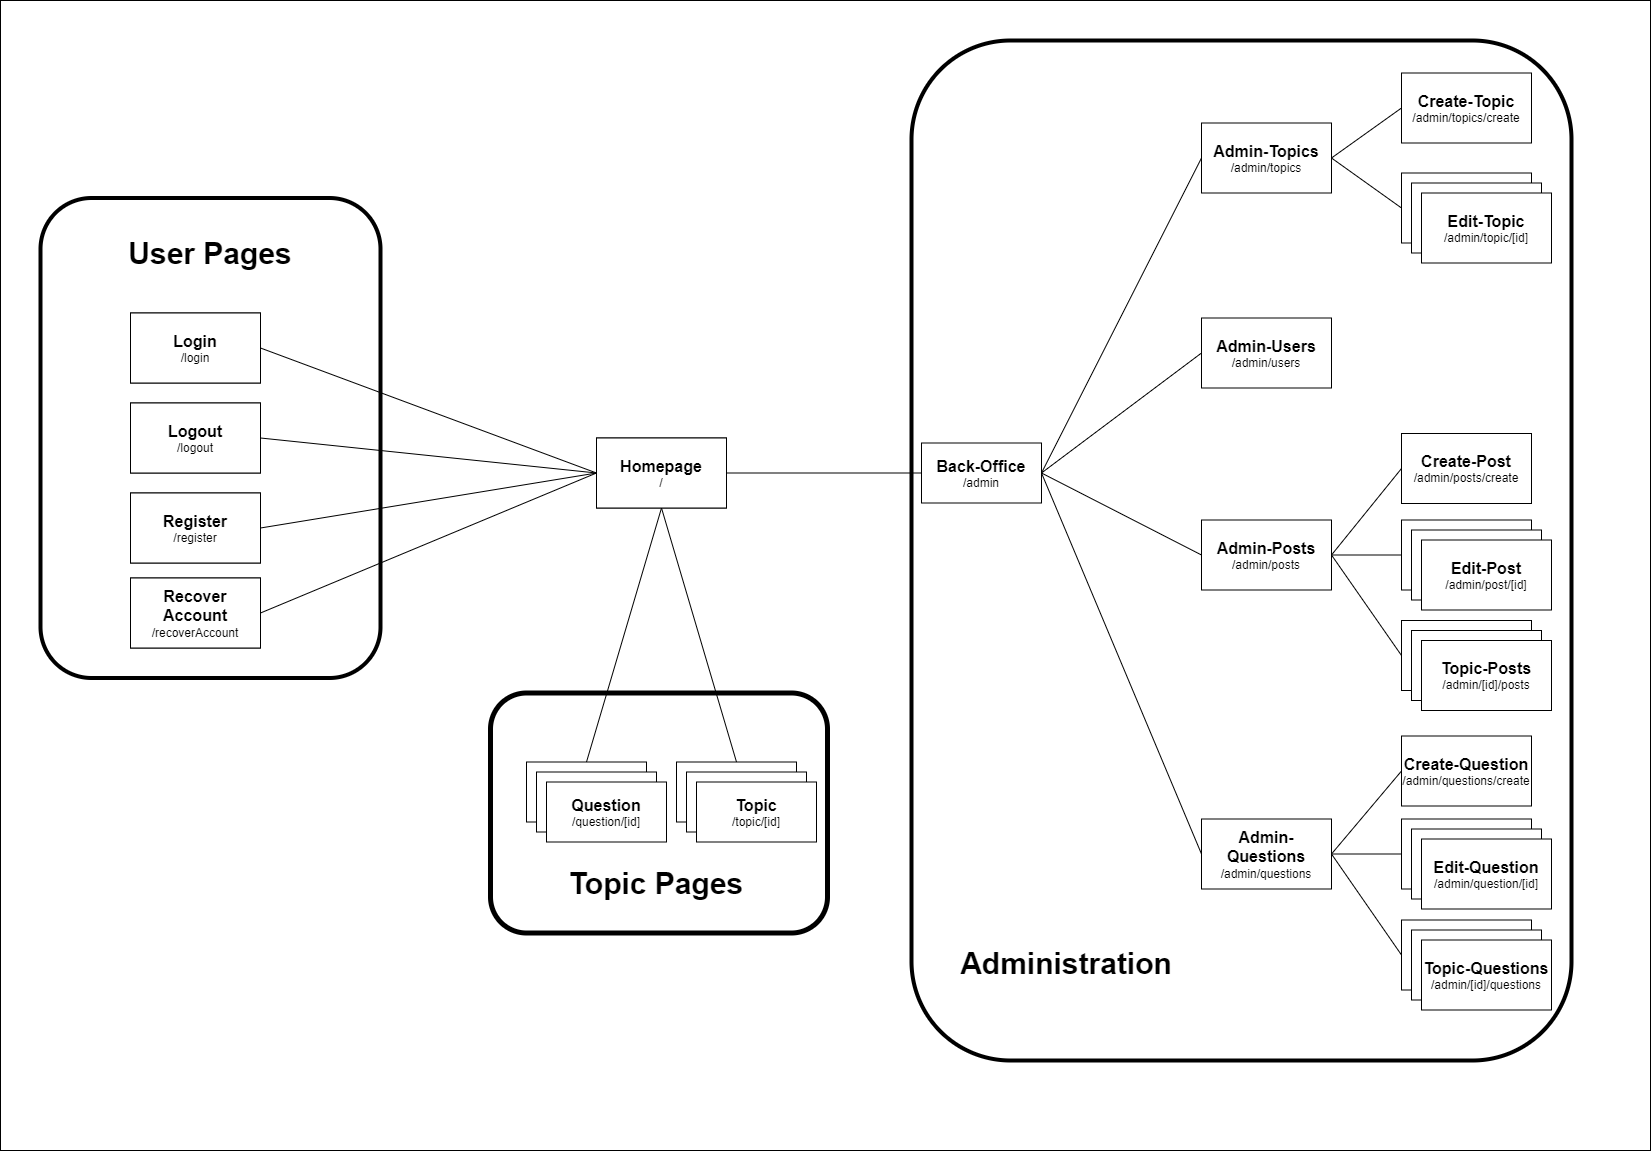 User Pages
Login
/login
Logout
/logout
Register
/register
Recover
Account
/recoverAccount
Homepage
/
Question
/question/[id]
Topic
/topic/[id]
Topic Pages
Back-Office
/admin
Admin-Topics
/admin/topics
Create-Topic
/admin/topics/create
Edit-Topic
/admin/topic/[id]
Admin-Users
/admin/users
Admin-Posts
/admin/posts
Create-Post
/admin/posts/create
Edit-Post
/admin/post/[id]
Topic-Posts
/admin/[id]/posts
Admin-
Questions
/admin/questions
Create-Question
/admin/questions/create
Edit-Question
/admin/question/[id]
Topic-Questions
/admin/[id]/questions
Administration